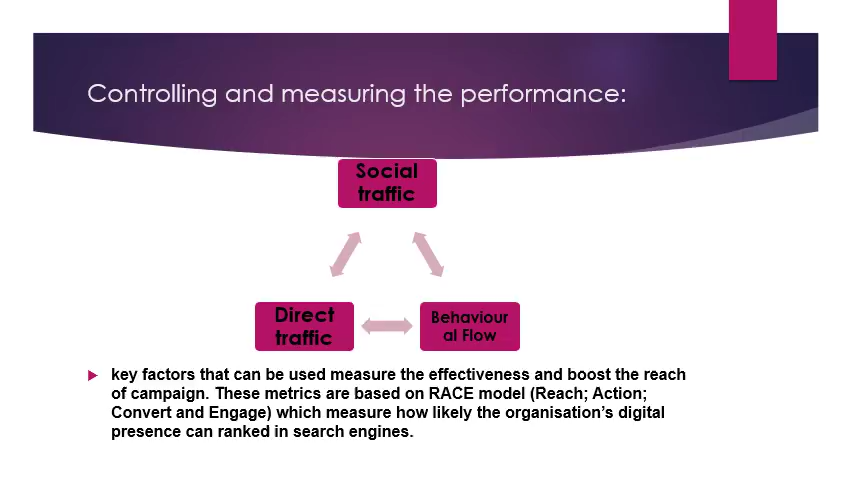 Controlling and measuring the performance:
Social
traffic
Direct
traffic
Behaviour
al Flow
key factors that can be used measure the effectiveness and boost the reach
of campaign. These metrics are based on RACE model (Reach; Action;
Convert and Engage) which measure how likely the organisation's digital
presence can ranked in search engines.